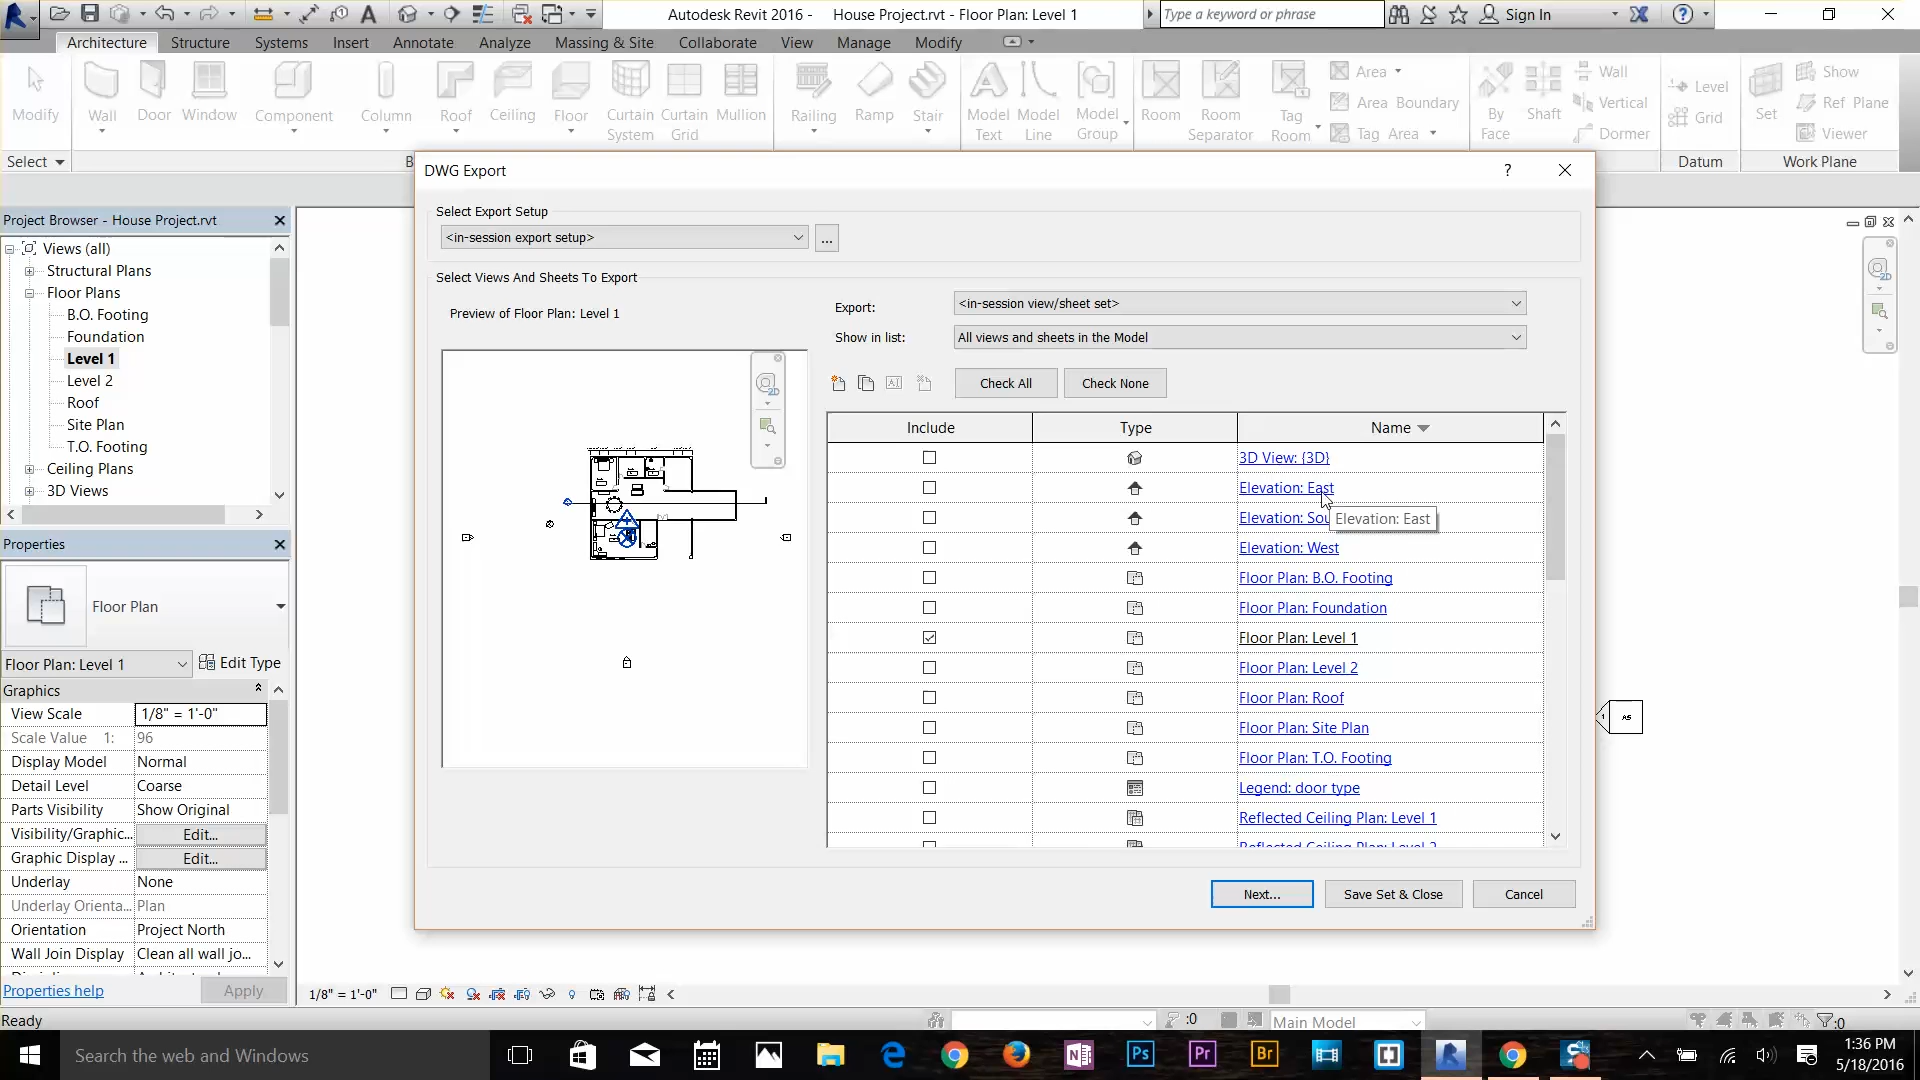 Autodesk Revit 2016 - House Project.rvt - Floor Plan: Level 1
Type a keyword or phrase
Sign In
Architecture Structure Systems Insert Annotate Analyze Massing & Site Collaborate View Manage Modify
Modify
Wall
Door
Window
Component
Column
Roof
Ceiling
Floor
Curtain System
Curtain Grid
Mullion
Railing
Ramp
Stair
Model Text
Model Line
Model Group
Room
Room Separator
Tag Room
Area
Area Boundary
Tag Area
By Face
Shaft
Wall
Vertical
Dormer
Level
Grid
Set
Show
Ref Plane
Viewer
Select
B
Datum
Work Plane
Project Browser - House Project.rvt
Views (all)
Structural Plans
Floor Plans
B.O. Footing
Foundation
Level 1
Level 2
Roof
Site Plan
T.O. Footing
Ceiling Plans
3D Views
Properties
Floor Plan
Floor Plan: Level 1
Edit Type
Graphics
View Scale 1/8" = 1'-0"
Scale Value 1: 96
Display Model Normal
Detail Level Coarse
Parts Visibility Show Original
Visibility/Graphic... Edit...
Graphic Display ... Edit...
Underlay None
Underlay Orienta... Plan
Orientation Project North
Wall Join Display Clean all wall jo...
Properties help
Apply
DWG Export
?
Select Export Setup
<in-session export setup>
...
Select Views And Sheets To Export
Preview of Floor Plan: Level 1
2D
Export: <in-session view/sheet set>
Show in list: All views and sheets in the Model
Check All
Check None
Include Type Name
3D View: {3D}
Elevation: East
Elevation: Sou
Elevation: East
Elevation: West
Floor Plan: B.O. Footing
Floor Plan: Foundation
Floor Plan: Level 1
Floor Plan: Level 2
Floor Plan: Roof
Floor Plan: Site Plan
Floor Plan: T.O. Footing
Legend: door type
Reflected Ceiling Plan: Level 1
Reflected Ceiling Plan: Level 2
Next...
Save Set & Close
Cancel
2D
1
A5
1/8" = 1'-0"
Ready
:0
Main Model
:0
Search the web and Windows
N
Ps
Pr
Br
1:36 PM
5/18/2016